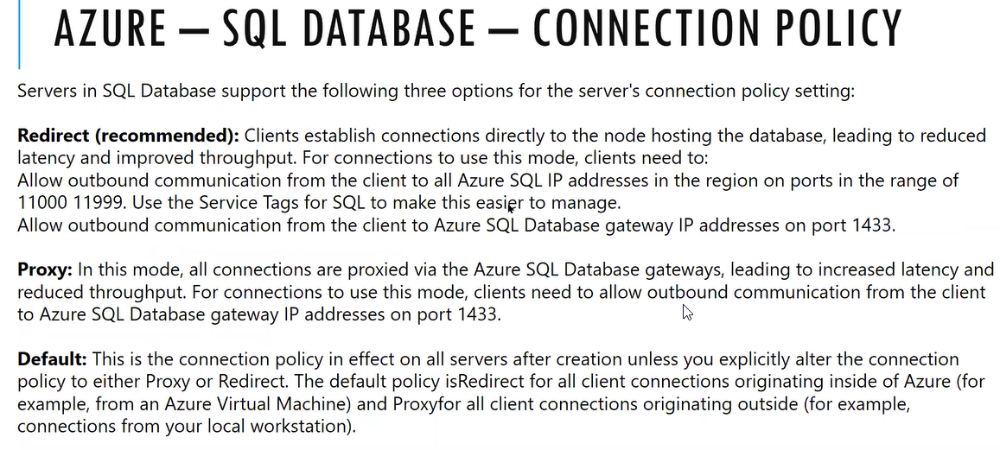 AZURE – SQL DATABASE – CONNECTION POLICY
Servers in SQL Database support the following three options for the server's connection policy setting:
Redirect (recommended): Clients establish connections directly to the node hosting the database, leading to reduced
latency and improved throughput. For connections to use this mode, clients need to:
Allow outbound communication from the client to all Azure SQL IP addresses in the region on ports in the range of
11000 11999. Use the Service Tags for SQL to make this easier to manage.
Allow outbound communication from the client to Azure SQL Database gateway IP addresses on port 1433.
Proxy: In this mode, all connections are proxied via the Azure SQL Database gateways, leading to increased latency and
reduced throughput. For connections to use this mode, clients need to allow outbound communication from the client
to Azure SQL Database gateway IP addresses on port 1433.
Default: This is the connection policy in effect on all servers after creation unless you explicitly alter the connection
policy to either Proxy or Redirect. The default policy isRedirect for all client connections originating inside of Azure (for
example, from an Azure Virtual Machine) and Proxyfor all client connections originating outside (for example,
connections from your local workstation).